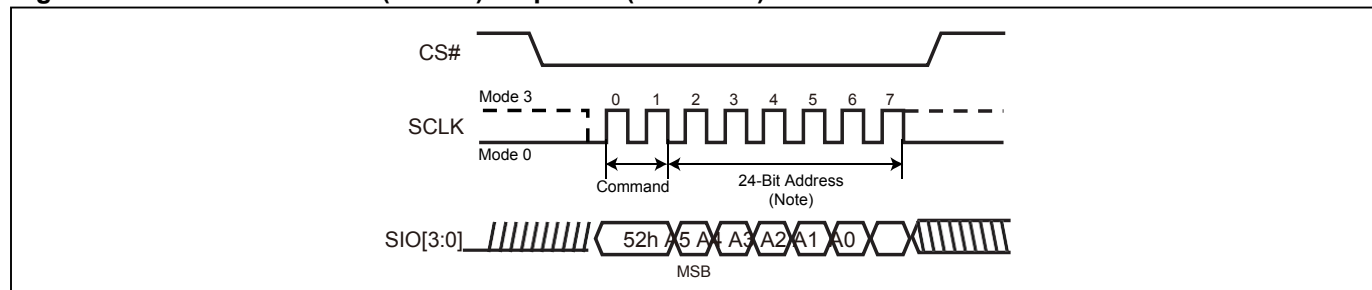 CS#
Mode 3
0 1 2 3 4 5 6 7
SCLK
Mode 0
Command
24-Bit Address
(Note)
SIO[3:0]
52h A5 A4 A3 A2 A1 A0
MSB